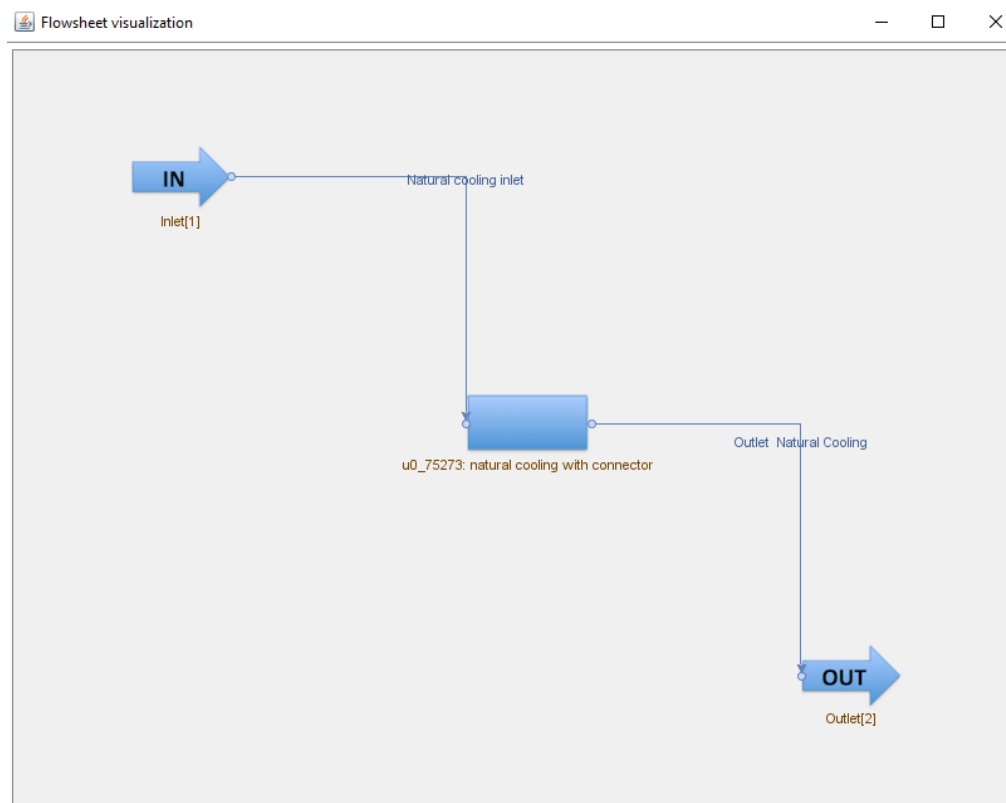 Flowsheet visualization
IN
Natural cooling inlet
Inlet[1]
Outlet  Natural Cooling
u0_75273: natural cooling with connector
OUT
Outlet[2]